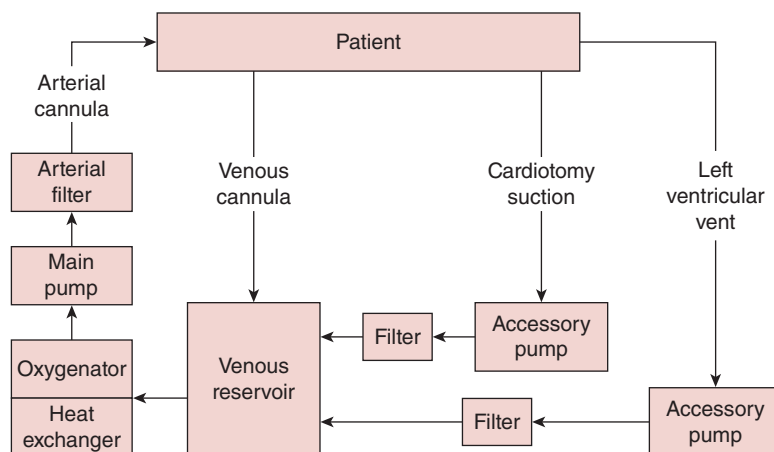 Patient
Arterial
cannula
Venous
cannula
Cardiotomy
suction
Left
ventricular
vent
Arterial
filter
Main
pump
Oxygenator
Heat
exchanger
Venous
reservoir
Filter
Accessory
pump
Filter
Accessory
pump